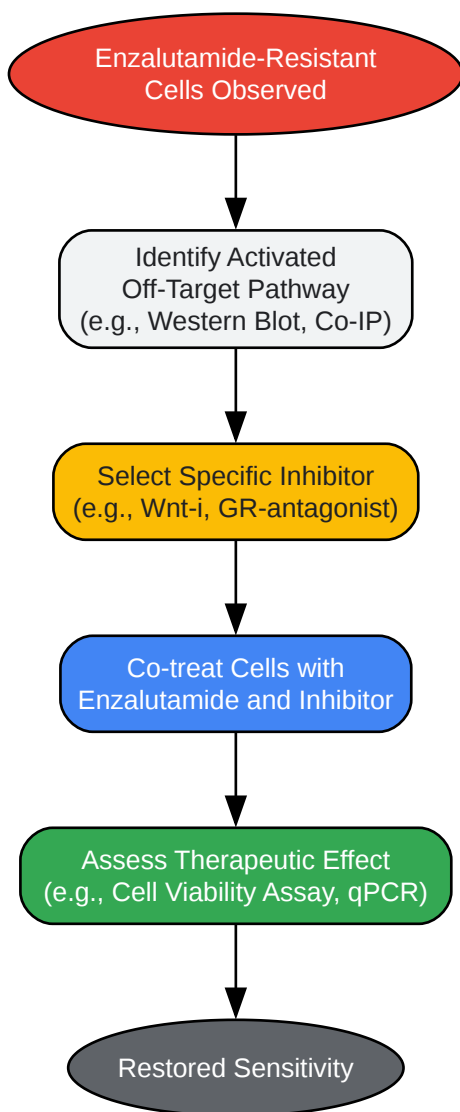 Enzalutamide-Resistant
Cells Observed
Identify Activated
Off-Target Pathway
(e.g., Western Blot, Co-IP)
Select Specific Inhibitor
(e.g., Wnt-i, GR-antagonist)
Co-treat Cells with
Enzalutamide and Inhibitor
Assess Therapeutic Effect
(e.g., Cell Viability Assay, qPCR)
Restored Sensitivity